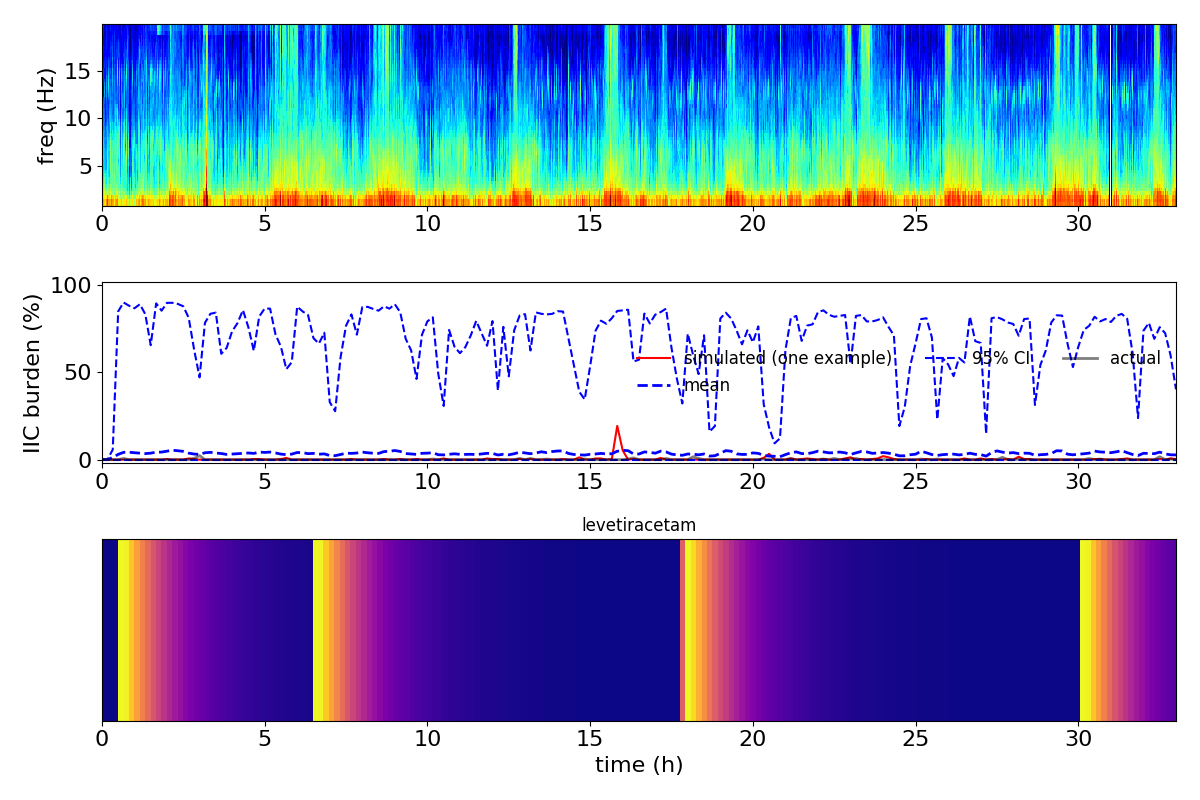 freq (Hz)
15
10
5
0 5 10 15 20 25 30
IIC burden (%)
100
50
0
simulated (one example) 95% CI actual
mean
0 5 10 15 20 25 30
levetiracetam
0 5 10 15 20 25 30
time (h)